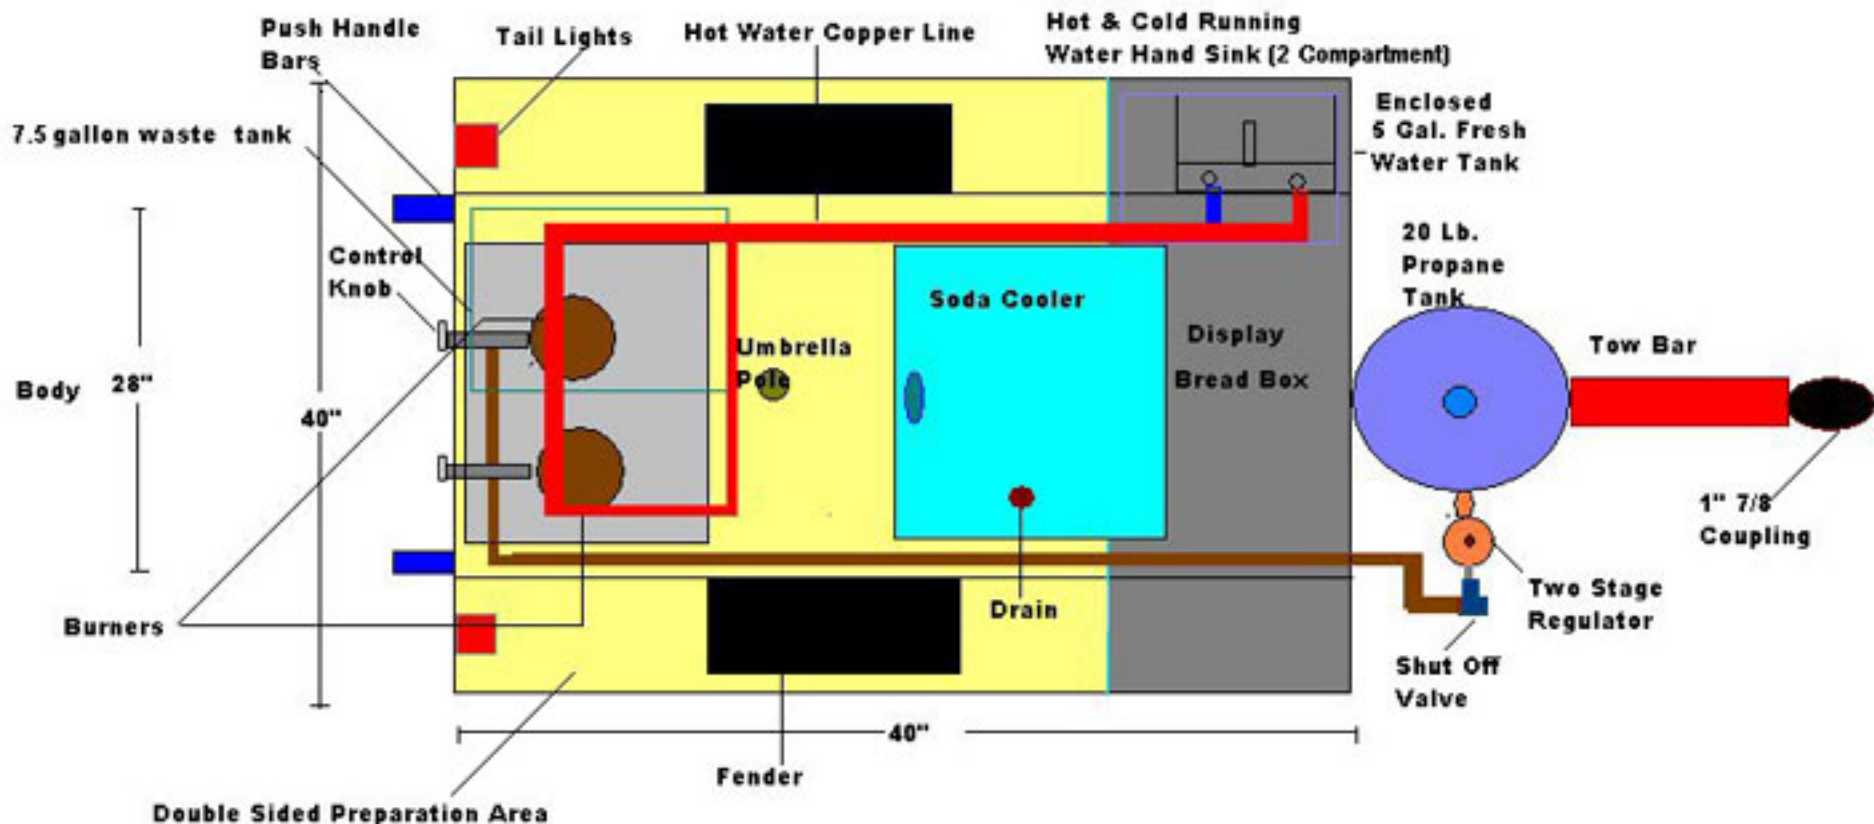 Push Handle
Bars
Tail Lights
Hot Water Copper Line
Hot & Cold Running
Water Hand Sink (2 Compartment)
7.5 gallon waste tank
Enclosed
5 Gal. Fresh
Water Tank
Control
Knob
20 Lb.
Propane
Tank
Soda Cooler
Umbrella
Pole
Display
Bread Box
Tow Bar
Body 28"
40"
1" 7/8
Coupling
Burners
Drain
Two Stage
Regulator
Shut Off
Valve
40"
Fender
Double Sided Preparation Area